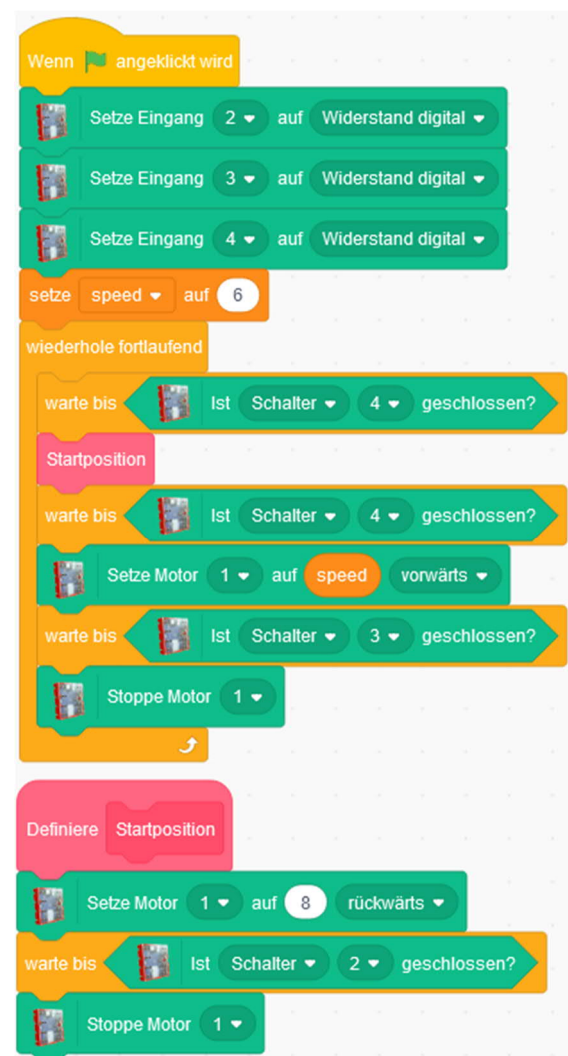 Wenn angeklickt wird
Setze Eingang 2 auf Widerstand digital
Setze Eingang 3 auf Widerstand digital
Setze Eingang 4 auf Widerstand digital
setze speed auf 6
wiederhole fortlaufend
warte bis Ist Schalter 4 geschlossen?
Startposition
warte bis Ist Schalter 4 geschlossen?
Setze Motor 1 auf speed vorwärts
warte bis Ist Schalter 3 geschlossen?
Stoppe Motor 1
Definiere Startposition
Setze Motor 1 auf 8 rückwärts
warte bis Ist Schalter 2 geschlossen?
Stoppe Motor 1